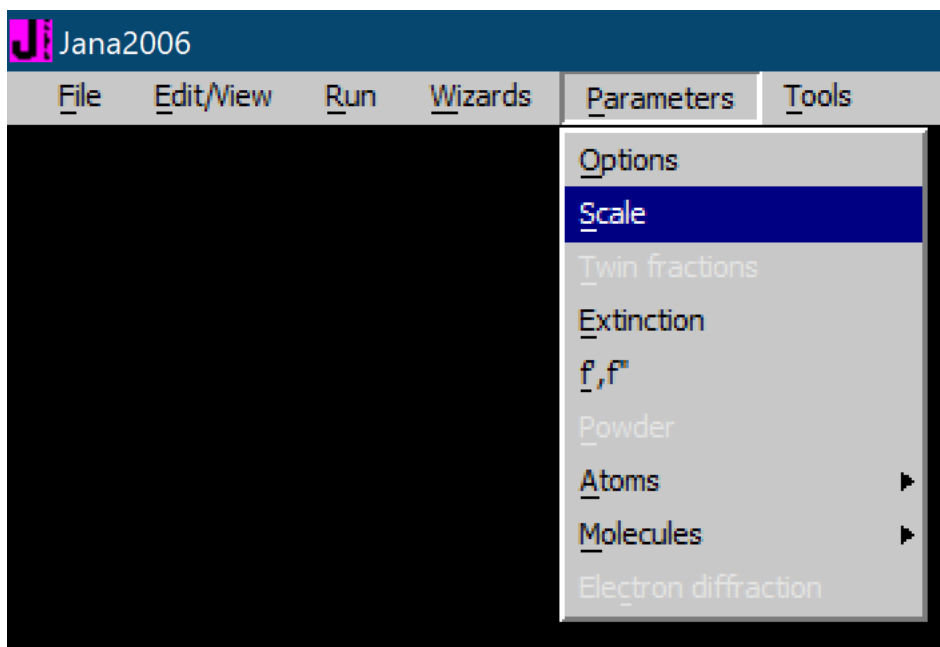 Jana2006
File Edit/View Run Wizards Parameters Tools
Options
Scale
Twin fractions
Extinction
f',f"
Powder
Atoms
Molecules
Electron diffraction